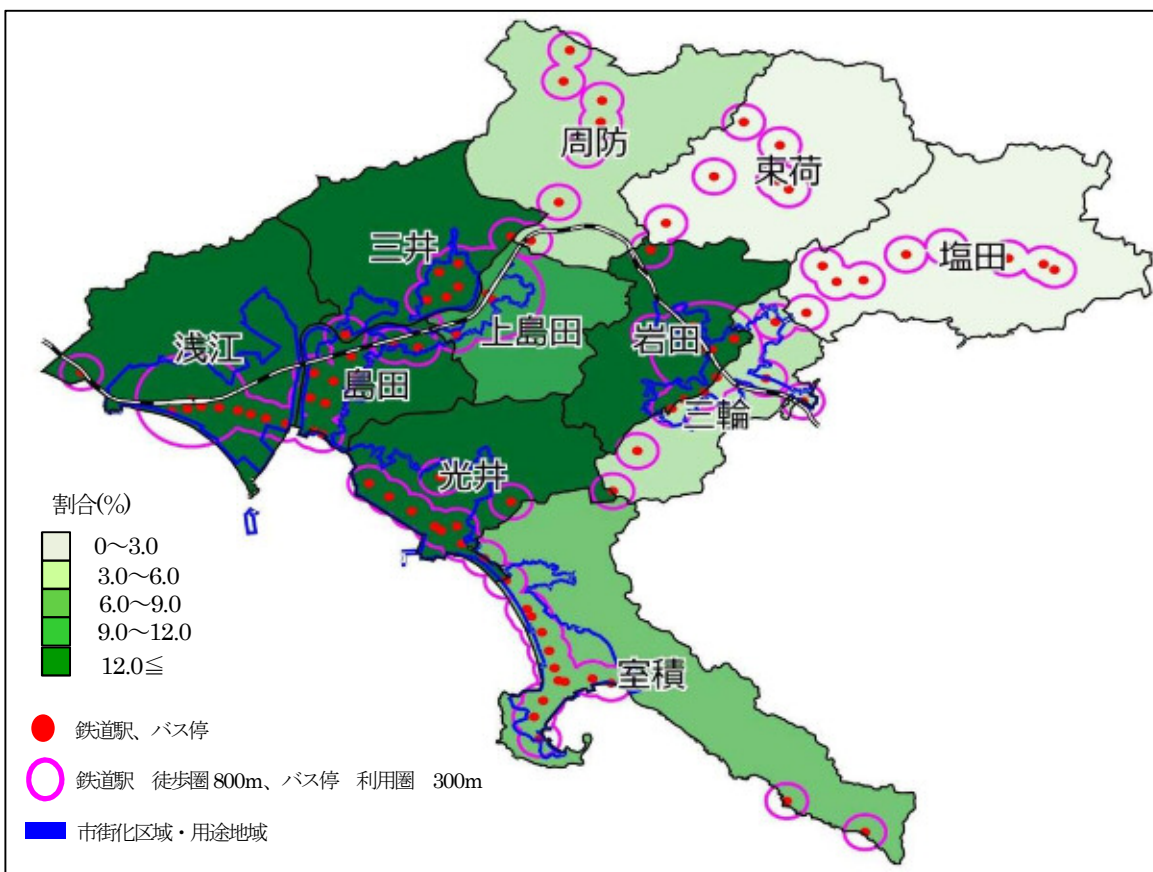 周防
束荷
塩田
三井
上島田
岩田
浅江
島田
三輪
光井
室積
割合(%)
0～3.0
3.0～6.0
6.0～9.0
9.0～12.0
12.0≦
鉄道駅、バス停
鉄道駅　徒歩圏 800m、バス停　利用圏　300m
市街化区域・用途地域